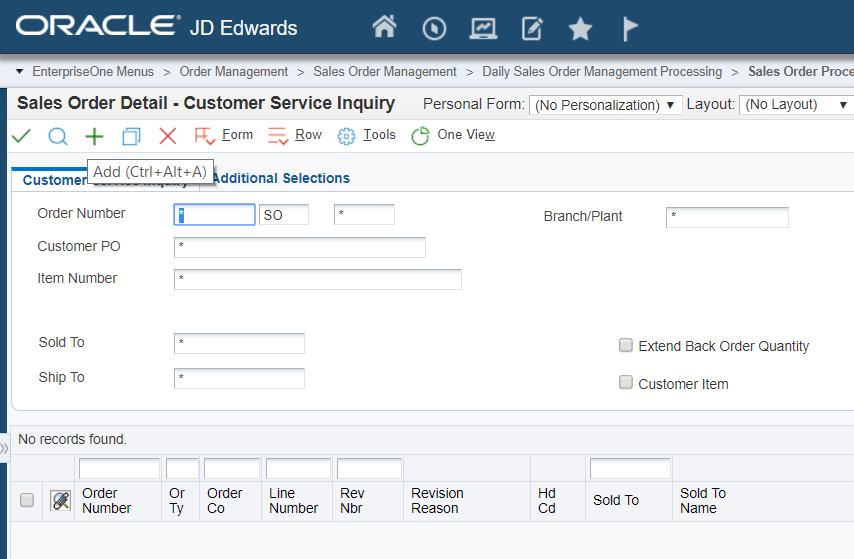 ORACLE® JD Edwards
EnterpriseOne Menus > Order Management > Sales Order Management > Daily Sales Order Management Processing > Sales Order Proce
Sales Order Detail - Customer Service Inquiry Personal Form: (No Personalization) Layout: (No Layout)
Form Row Tools One View
Add (Ctrl+Alt+A)
Customer Service Inquiry Additional Selections
Order Number * SO * Branch/Plant *
Customer PO *
Item Number *
Sold To * Extend Back Order Quantity
Ship To * Customer Item
No records found.
Order Number
Or Ty
Order Co
Line Number
Rev Nbr
Revision Reason
Hd Cd
Sold To
Sold To Name